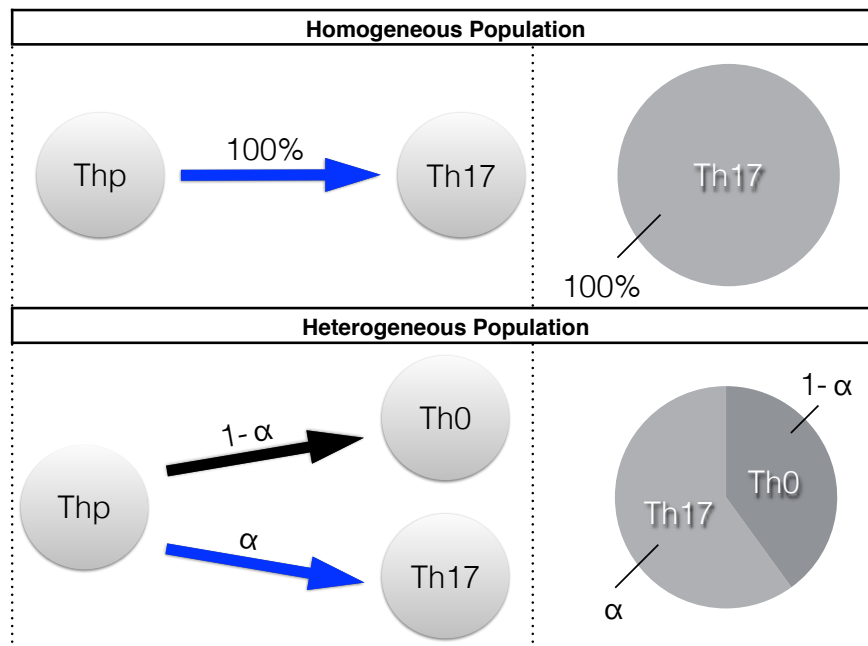 Homogeneous Population
Thp
100%
Th17
Th17
100%
Heterogeneous Population
Thp
1- α
Th0
α
Th17
1- α
Th0
Th17
α